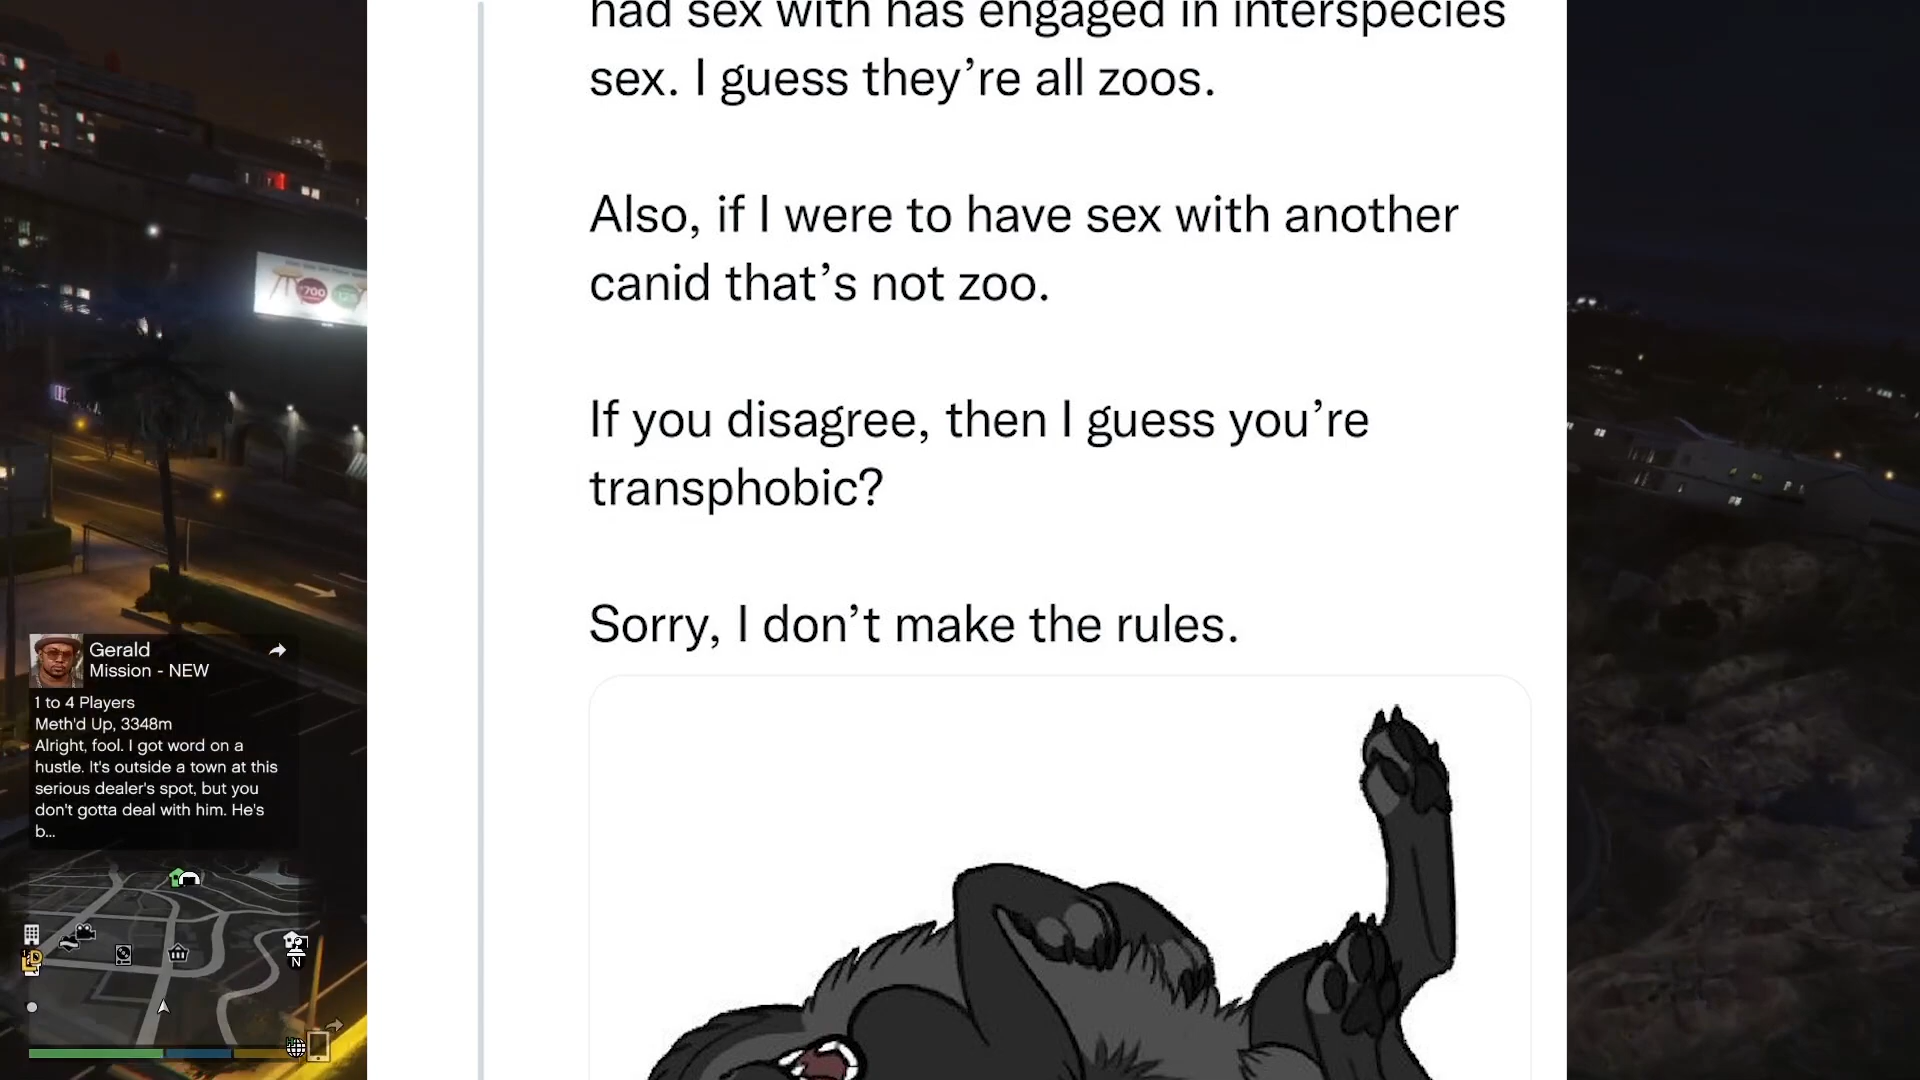 had sex with has engaged in interspecies
sex. I guess they're all zoos.
Also, if I were to have sex with another
canid that's not zoo.
If you disagree, then I guess you're
transphobic?
Sorry, I don't make the rules.
Gerald
Mission - NEW
1 to 4 Players
Meth'd Up, 3348m
Alright, fool. I got word on a
hustle. It's outside a town at this
serious dealer's spot, but you
don't gotta deal with him. He's
b...
N